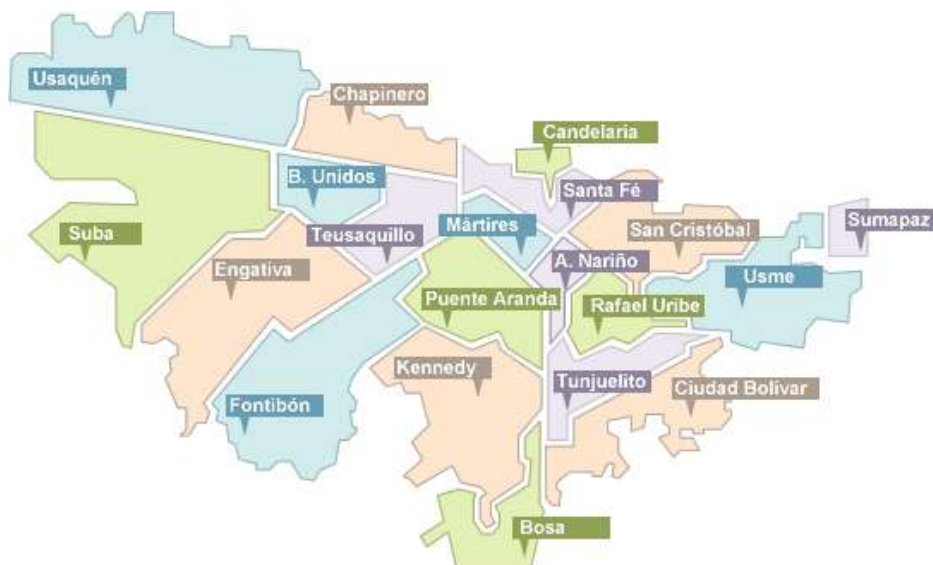 Usaquén
Chapinero
Candelaria
B. Unidos
Santa Fé
Sumapaz
Suba
Teusaquillo
Mártires
San Cristóbal
Engativa
A. Nariño
Usme
Puente Aranda
Rafael Uribe
Kennedy
Tunjuelito
Ciudad Bolívar
Fontibón
Bosa